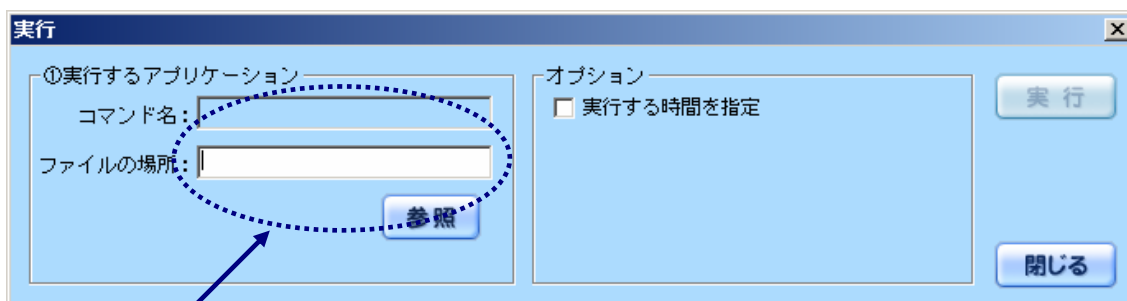 実行
①実行するアプリケーション
コマンド名:
ファイルの場所:
参照
オプション
実行する時間を指定
実 行
閉じる